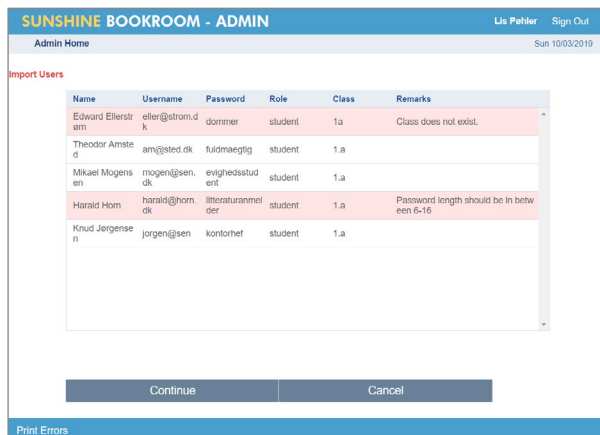 SUNSHINE BOOKROOM - ADMIN
Lis Pøhler Sign Out
Admin Home
Sun 10/03/2019
Import Users
Name Username Password Role Class Remarks
Edward Ellerstr eller@strom.d dommer student 1a Class does not exist.
øm k
Theodor Amste am@sted.dk fuldmaegtig student 1.a
d
Mikael Mogens mogen@sen. evighedsstud student 1.a
en dk ent
Harald Horn harald@horn. litteraturanmel student 1.a Password length should be in betw
dk der een 6-16
Knud Jørgense jorgen@sen kontorhef student 1.a
n
Continue Cancel
Print Errors